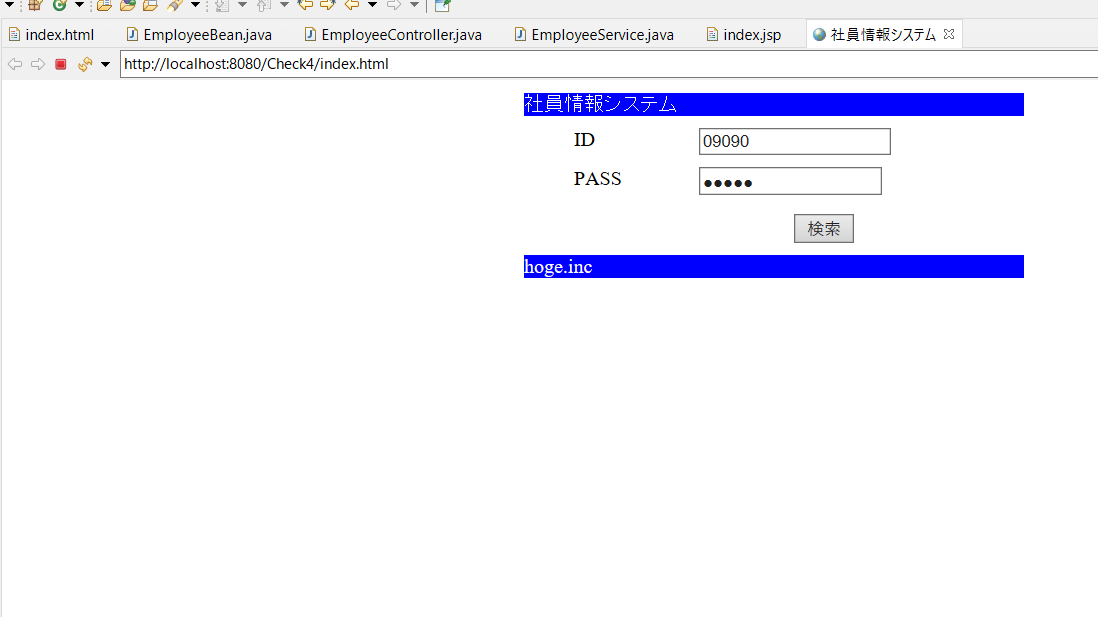 index.html EmployeeBean.java EmployeeController.java EmployeeService.java index.jsp 社員情報システム
http://localhost:8080/Check4/index.html
社員情報システム
ID 09090
PASS ●●●●●
検索
hoge.inc